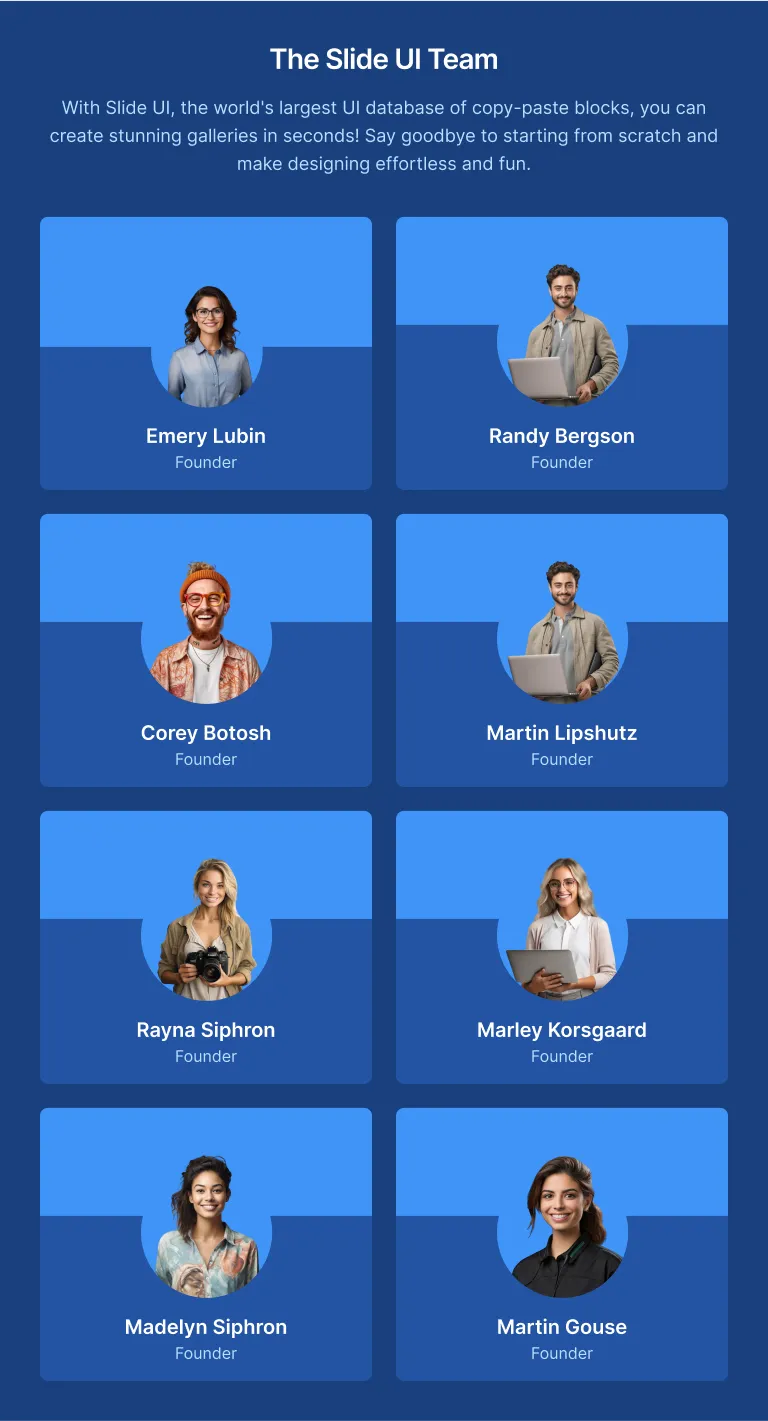 The Slide UI Team
With Slide UI, the world's largest UI database of copy-paste blocks, you can
create stunning galleries in seconds! Say goodbye to starting from scratch and
make designing effortless and fun.
Emery Lubin
Founder
Randy Bergson
Founder
Corey Botosh
Founder
Martin Lipshutz
Founder
Rayna Siphron
Founder
Marley Korsgaard
Founder
Madelyn Siphron
Founder
Martin Gouse
Founder